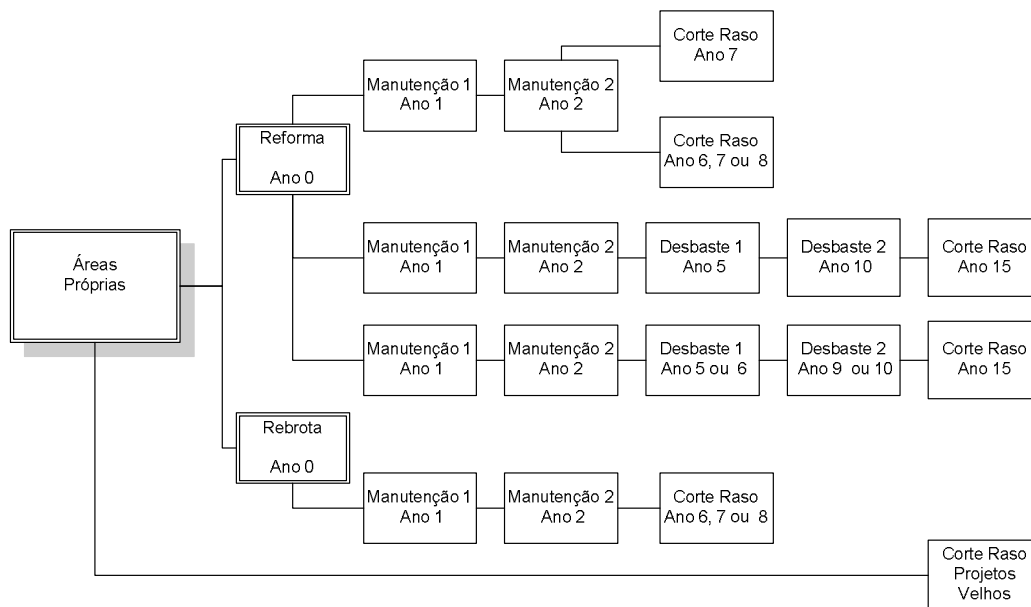 Corte Raso
Ano 7
Manutenção 1
Ano 1
Manutenção 2
Ano 2
Corte Raso
Ano 6, 7 ou 8
Reforma
Ano 0
Áreas
Próprias
Manutenção 1
Ano 1
Manutenção 2
Ano 2
Desbaste 1
Ano 5
Desbaste 2
Ano 10
Corte Raso
Ano 15
Manutenção 1
Ano 1
Manutenção 2
Ano 2
Desbaste 1
Ano 5 ou 6
Desbaste 2
Ano 9 ou 10
Corte Raso
Ano 15
Rebrota
Ano 0
Manutenção 1
Ano 1
Manutenção 2
Ano 2
Corte Raso
Ano 6, 7 ou 8
Corte Raso
Projetos
Velhos